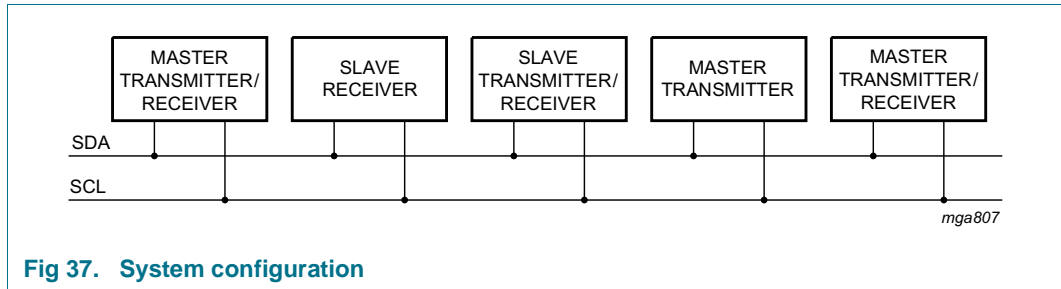 MASTER
TRANSMITTER/
RECEIVER
SLAVE
RECEIVER
SLAVE
TRANSMITTER/
RECEIVER
MASTER
TRANSMITTER
MASTER
TRANSMITTER/
RECEIVER
SDA
SCL
mga807
Fig 37. System configuration